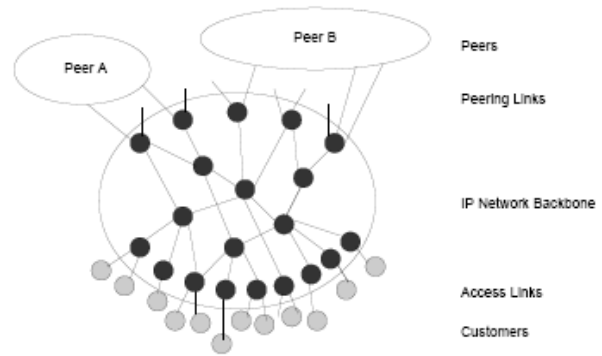 Peer B
Peers
Peer A
Peering Links
IP Network Backbone
Access Links
Customers